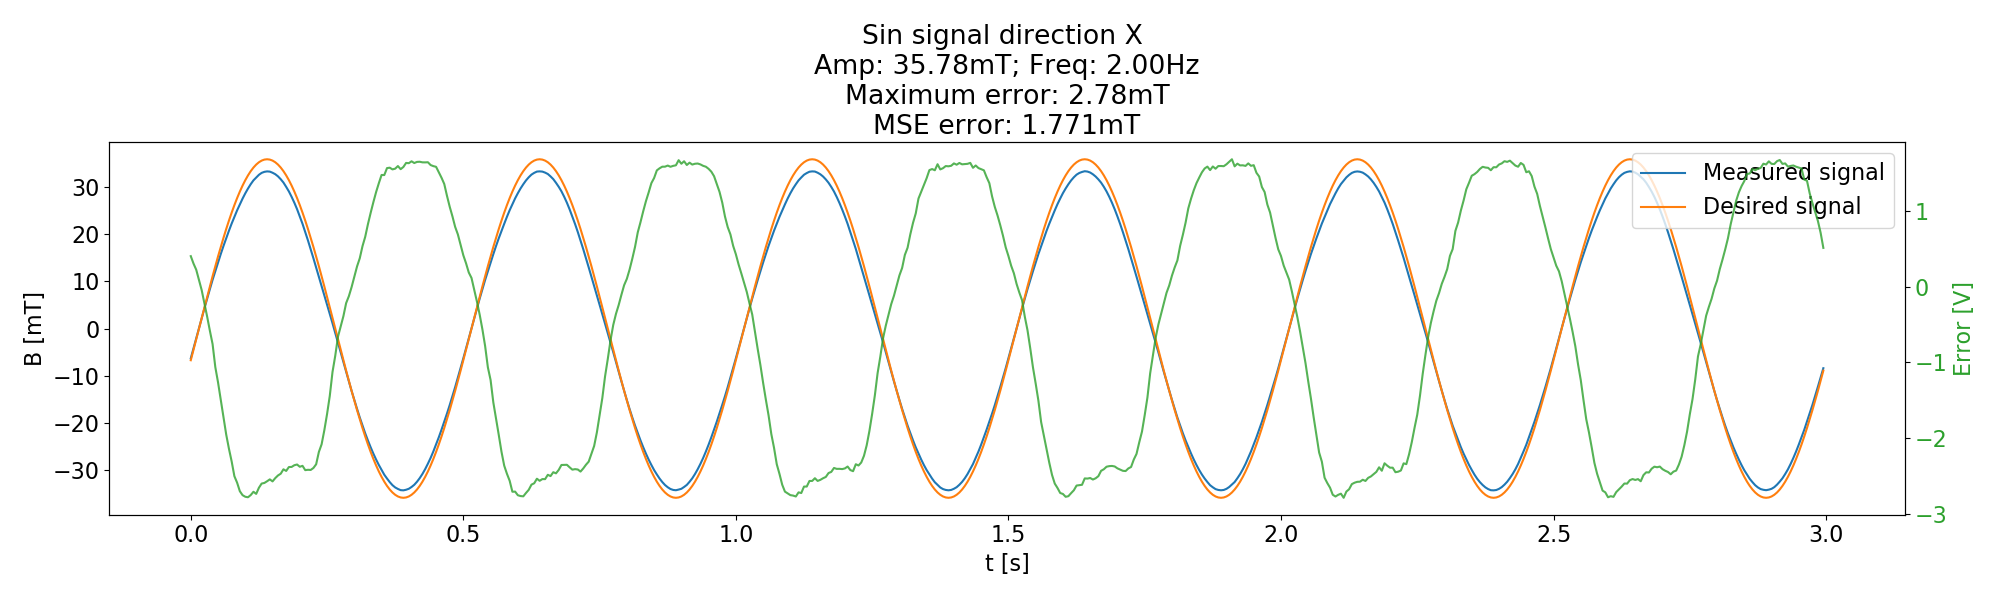 Sin signal direction X
Amp: 35.78mT; Freq: 2.00Hz
Maximum error: 2.78mT
MSE error: 1.771mT
B [mT]
30
20
10
0
−10
−20
−30
Measured signal
Desired signal
1
0
−1
−2
−3
Error [V]
0.0 0.5 1.0 1.5 2.0 2.5 3.0
t [s]